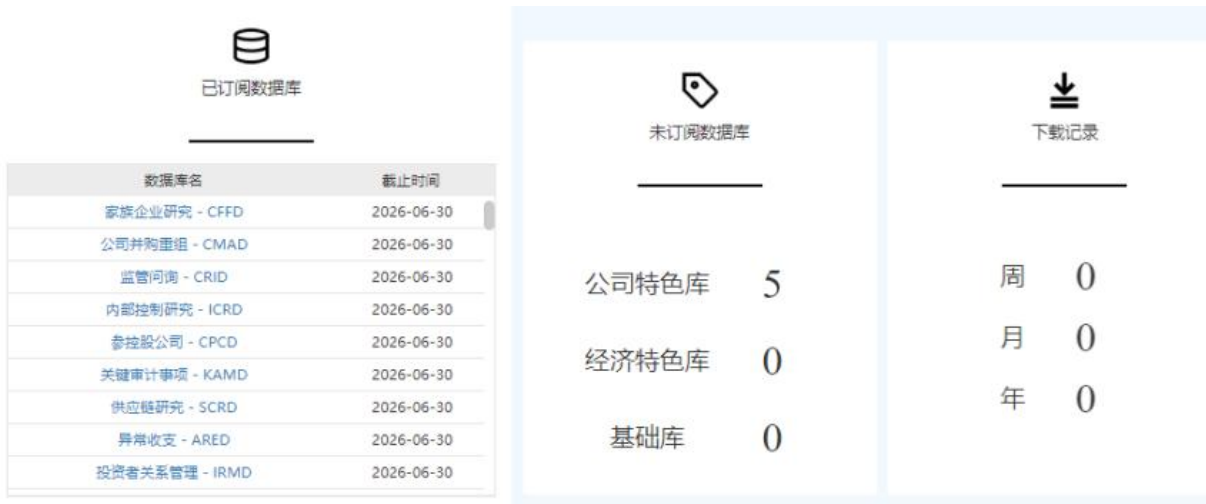 已订阅数据库
数据库名 截止时间
家族企业研究 - CFFD 2026-06-30
公司并购重组 - CMAD 2026-06-30
监管问询 - CRID 2026-06-30
内部控制研究 - ICRD 2026-06-30
参控股公司 - CPCD 2026-06-30
关键审计事项 - KAMD 2026-06-30
供应链研究 - SCRD 2026-06-30
异常收支 - ARED 2026-06-30
投资者关系管理 - IRMD 2026-06-30
未订阅数据库
公司特色库 5
经济特色库 0
基础库 0
下载记录
周 0
月 0
年 0